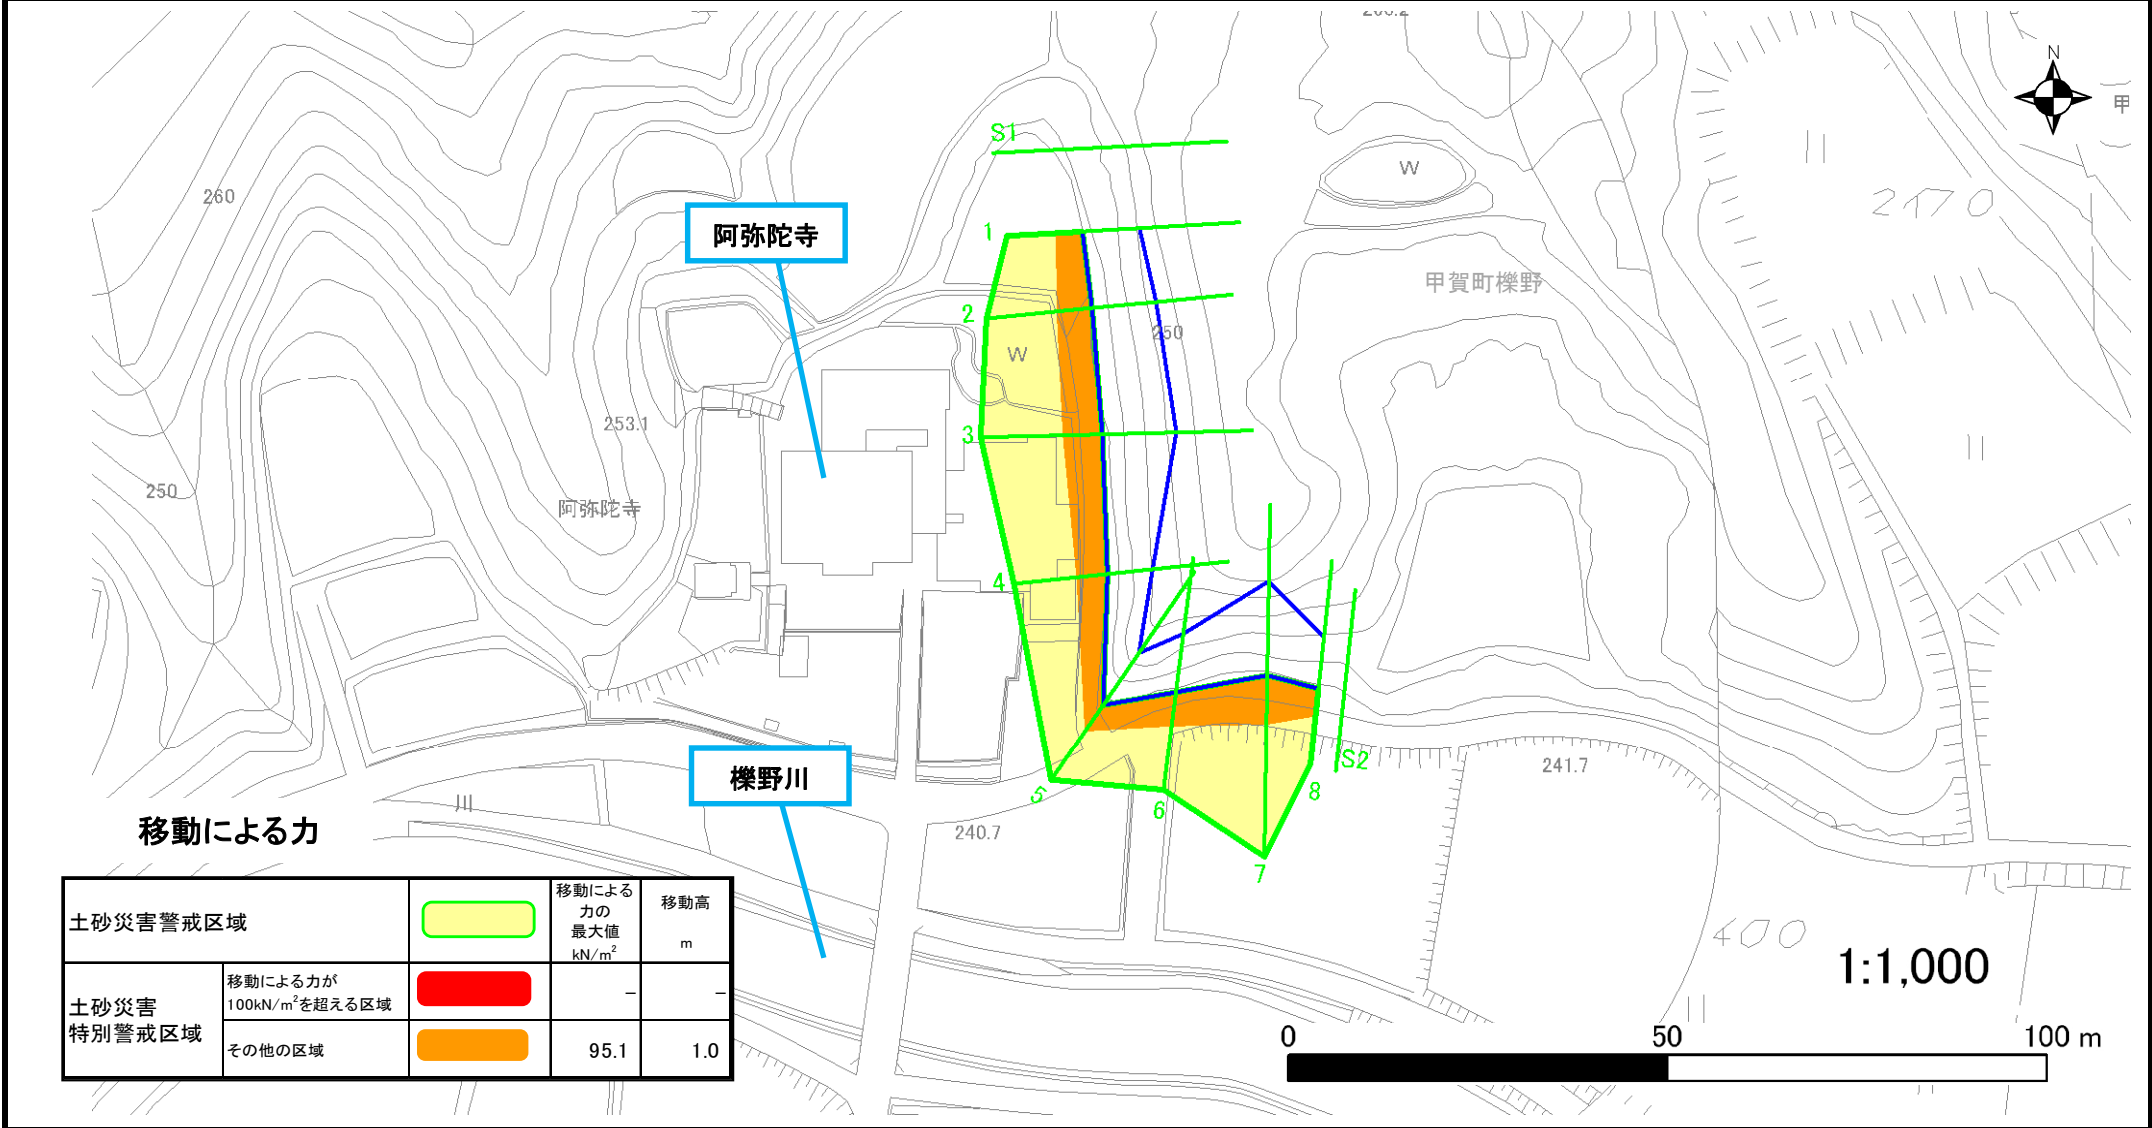 N
甲
S1
W
260
阿弥陀寺
1
2170
甲賀町櫟野
2
250
W
253.1
3
250
阿弥陀寺
4
S2
241.7
櫟野川
5
8
6
川
240.7
7
移動による力
400
1:1,000
0 50 100 m
土砂災害警戒区域
移動による
力の
最大値
kN/m²
移動高
m
土砂災害
特別警戒区域
移動による力が
100kN/m²を超える区域
– –
その他の区域
95.1 1.0